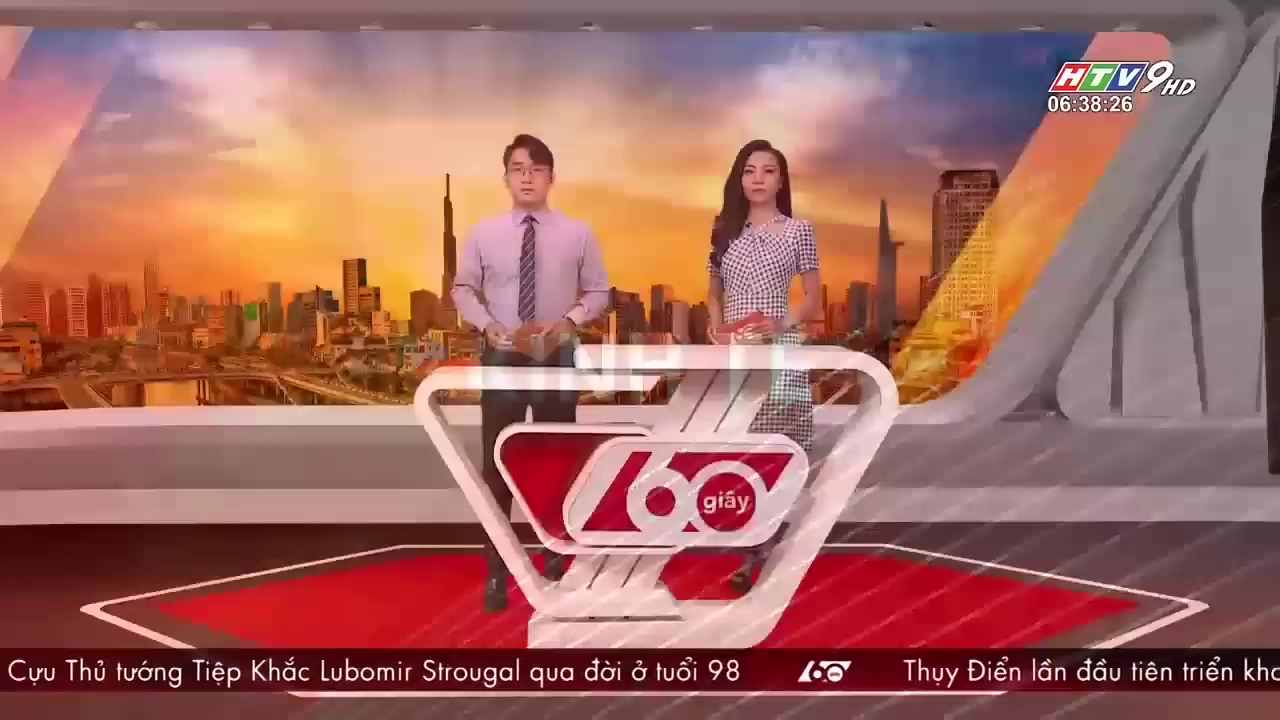 HTV9HD
06:38:26
60
giây
Cựu Thủ tướng Tiệp Khắc Lubomir Strougal qua đời ở tuổi 98
60
Thụy Điển lần đầu tiên triển